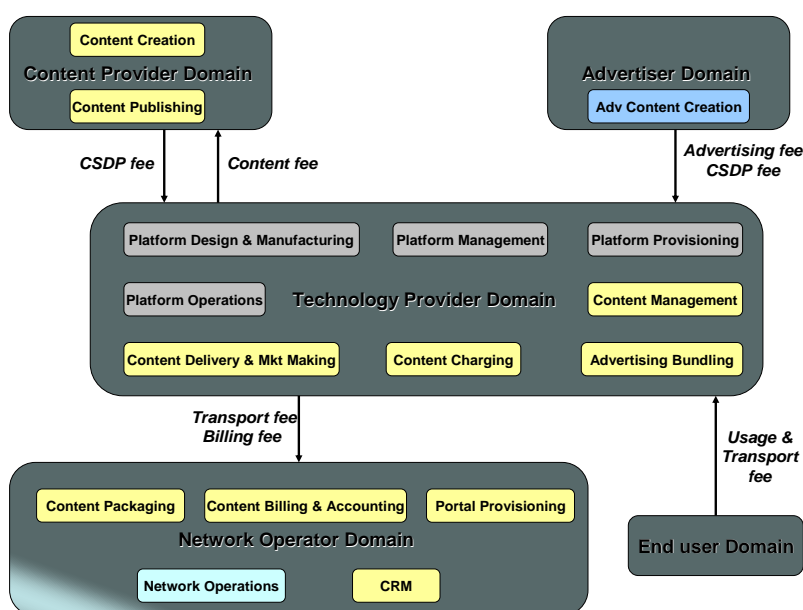 Content Creation
Content Provider Domain
Content Publishing
Advertiser Domain
Adv Content Creation
CSDP fee
Content fee
Advertising fee
CSDP fee
Platform Design & Manufacturing
Platform Management
Platform Provisioning
Platform Operations
Technology Provider Domain
Content Management
Content Delivery & Mkt Making
Content Charging
Advertising Bundling
Transport fee
Billing fee
Usage &
Transport
fee
Content Packaging
Content Billing & Accounting
Portal Provisioning
Network Operator Domain
End user Domain
Network Operations
CRM